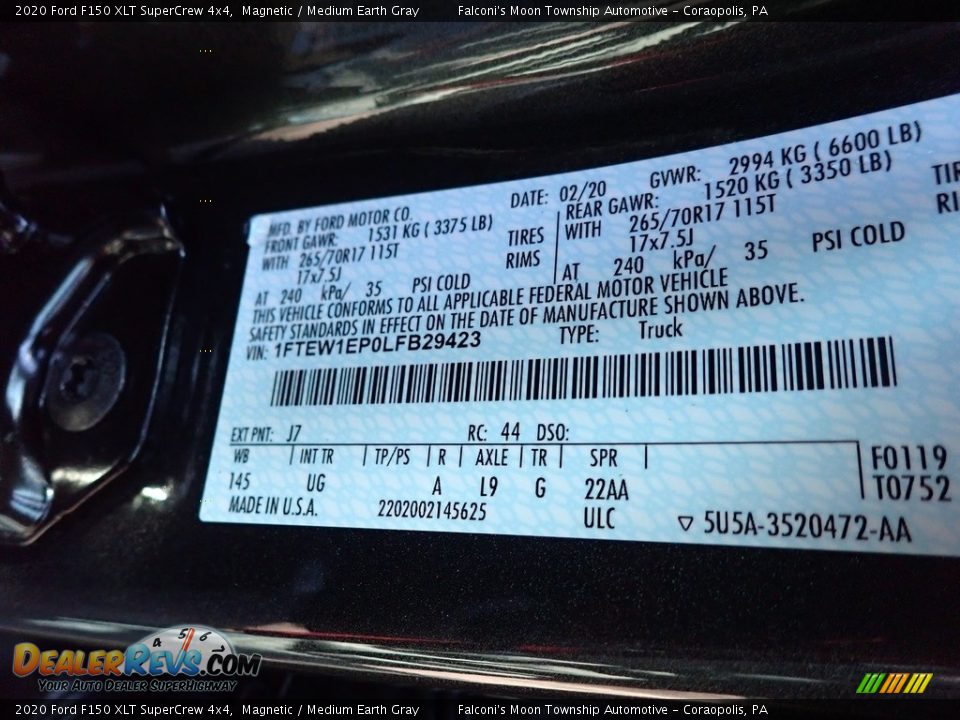 2020 Ford F150 XLT SuperCrew 4x4, Magnetic / Medium Earth Gray Falconi's Moon Township Automotive - Coraopolis, PA
MFD. BY FORD MOTOR CO. DATE: 02/20 GVWR: 2994 KG ( 6600 LB)
FRONT GAWR: 1531 KG ( 3375 LB) REAR GAWR: 1520 KG ( 3350 LB)
WITH 265/70R17 115T TIRES WITH 265/70R17 115T TIR
17x7.5J RIMS 17x7.5J RI
AT 240 kPa/ 35 PSI COLD AT 240 kPa/ 35 PSI COLD
THIS VEHICLE CONFORMS TO ALL APPLICABLE FEDERAL MOTOR VEHICLE
SAFETY STANDARDS IN EFFECT ON THE DATE OF MANUFACTURE SHOWN ABOVE.
VIN: 1FTEW1EP0LFB29423 TYPE: Truck
EXT PNT: J7 RC: 44 DSO:
WB INT TR TP/PS R AXLE TR SPR F0119
145 UG A L9 G 22AA T0752
MADE IN U.S.A. 2202002145625 ULC ▽ 5U5A-3520472-AA
4 5 6
DEALERREVS.COM
YOUR AUTO DEALER SUPERHIGHWAY
2020 Ford F150 XLT SuperCrew 4x4, Magnetic / Medium Earth Gray Falconi's Moon Township Automotive - Coraopolis, PA